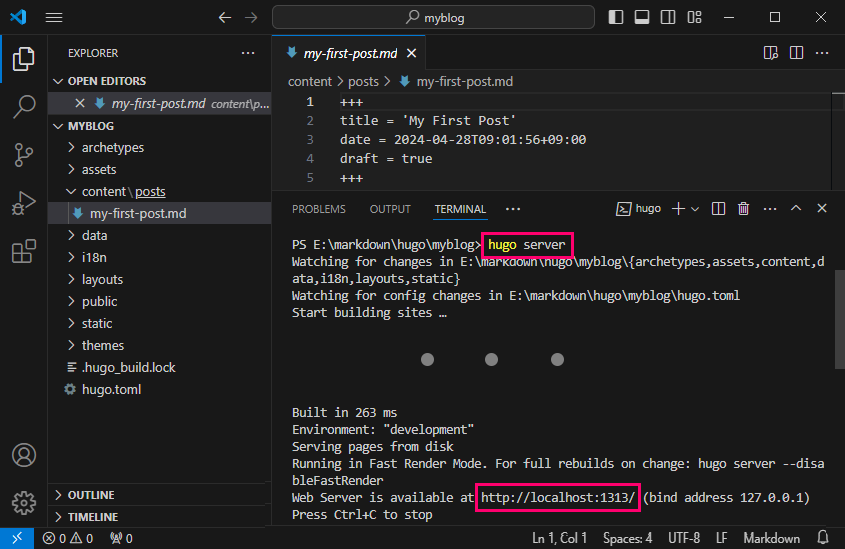 myblog
EXPLORER
OPEN EDITORS
my-first-post.md content\p...
MYBLOG
archetypes
assets
content\posts
my-first-post.md
data
i18n
layouts
public
static
themes
.hugo_build.lock
hugo.toml
OUTLINE
TIMELINE
my-first-post.md
content > posts > my-first-post.md
1 +++
2 title = 'My First Post'
3 date = 2024-04-28T09:01:56+09:00
4 draft = true
5 +++
PROBLEMS OUTPUT TERMINAL ... hugo
PS E:\markdown\hugo\myblog> hugo server
Watching for changes in E:\markdown\hugo\myblog\{archetypes,assets,content,d
ata,i18n,layouts,static}
Watching for config changes in E:\markdown\hugo\myblog\hugo.toml
Start building sites …
Built in 263 ms
Environment: "development"
Serving pages from disk
Running in Fast Render Mode. For full rebuilds on change: hugo server --disa
bleFastRender
Web Server is available at http://localhost:1313/ (bind address 127.0.0.1)
Press Ctrl+C to stop
0 0 0 Ln 1, Col 1 Spaces: 4 UTF-8 LF Markdown